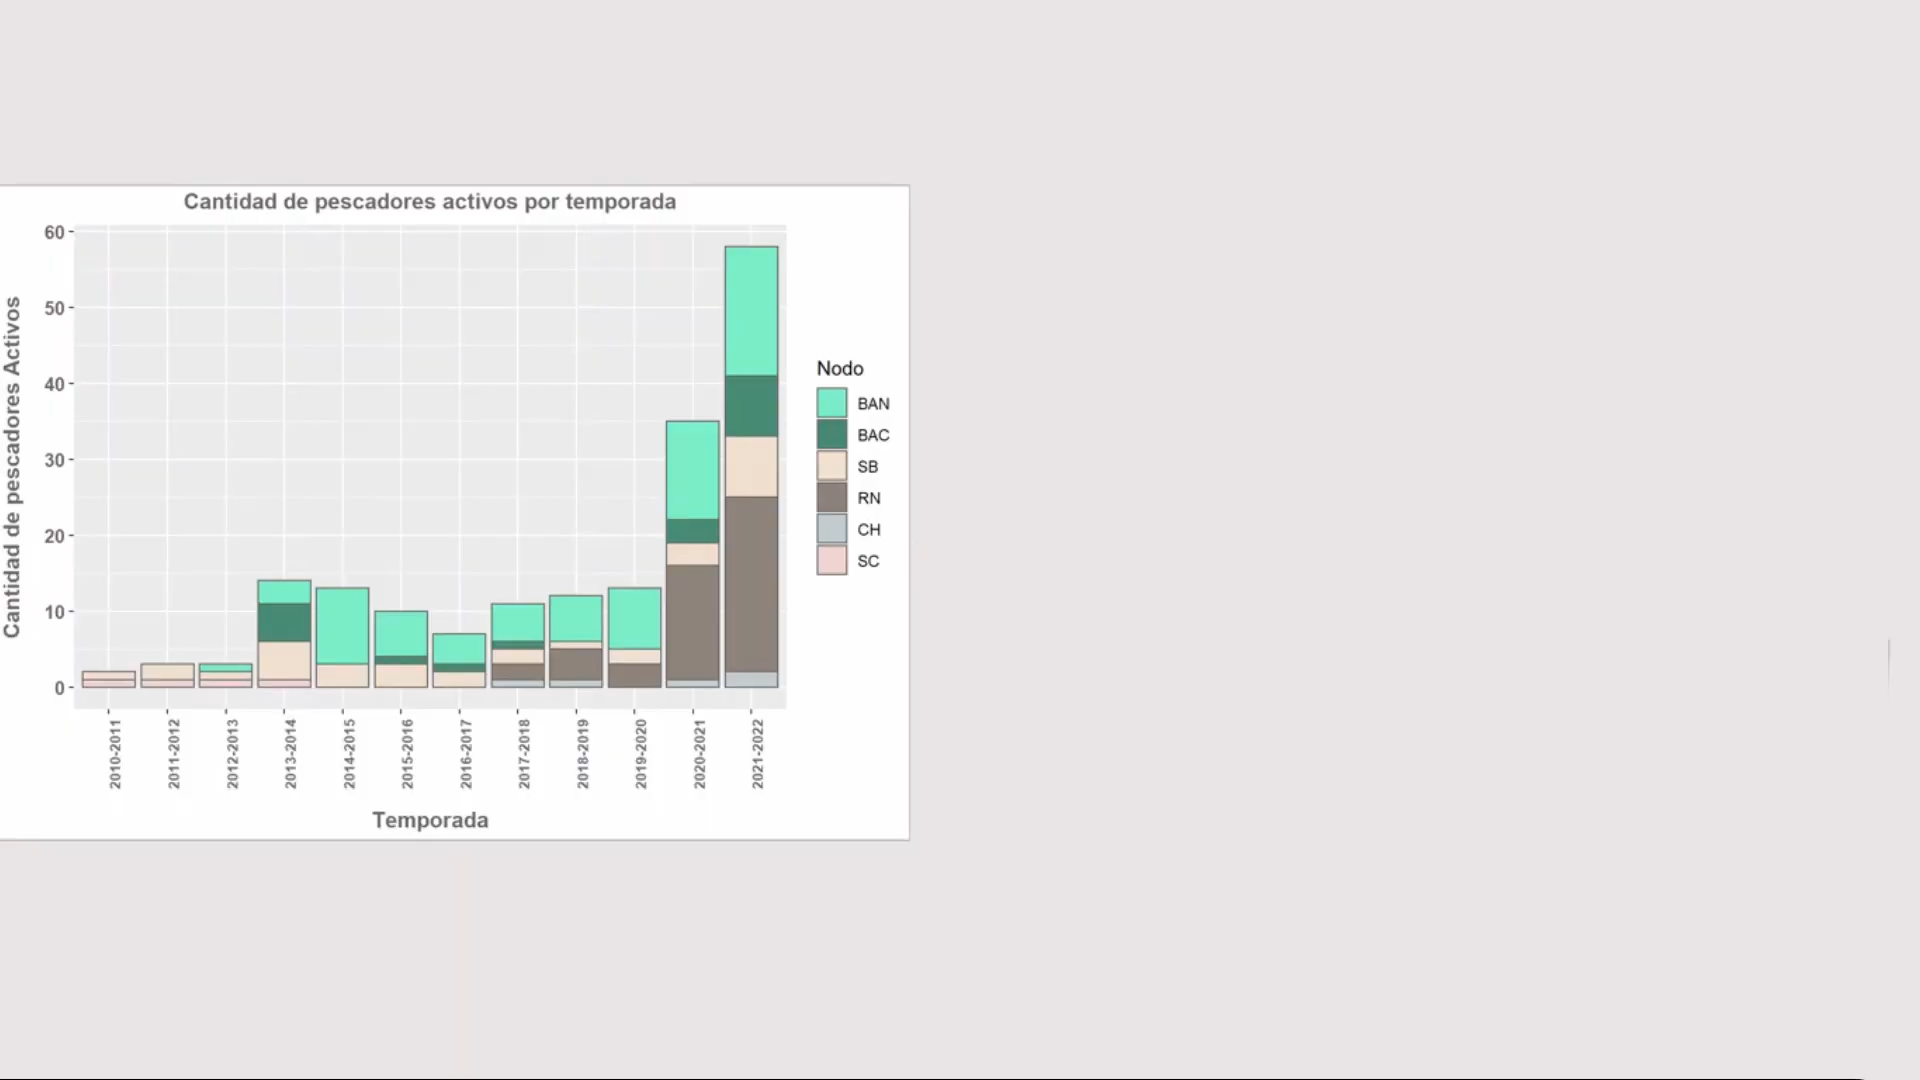 Cantidad de pescadores activos por temporada
Cantidad de pescadores Activos
60
50
40
30
20
10
0
2010-2011
2011-2012
2012-2013
2013-2014
2014-2015
2015-2016
2016-2017
2017-2018
2018-2019
2019-2020
2020-2021
2021-2022
Temporada
Nodo
BAN
BAC
SB
RN
CH
SC